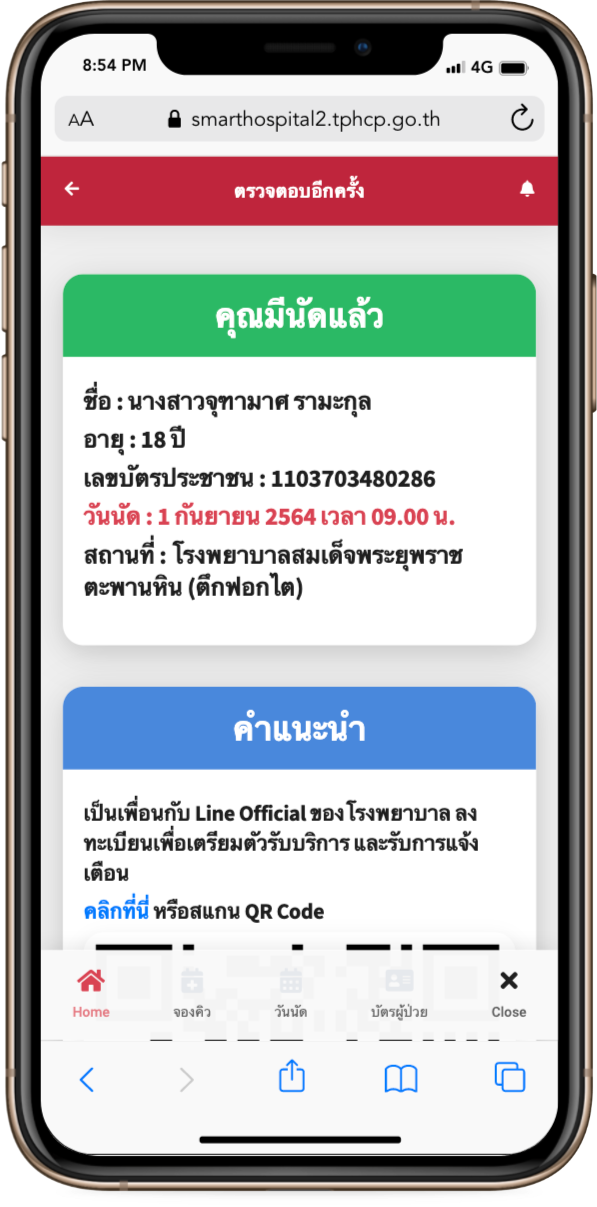 8:54 PM
4G
AA
smarthospital2.tphcp.go.th
ตรวจตอบอีกครั้ง
คุณมีนัดแล้ว
ชื่อ : นางสาวจุฑามาศ รามะกุล
อายุ : 18 ปี
เลขบัตรประชาชน : 1103703480286
วันนัด : 1 กันยายน 2564 เวลา 09.00 น.
สถานที่ : โรงพยาบาลสมเด็จพระยุพราช
ตะพานหิน (ตึกฟอกไต)
คำแนะนำ
เป็นเพื่อนกับ Line Official ของโรงพยาบาล ลง
ทะเบียนเพื่อเตรียมตัวรับบริการ และรับการแจ้ง
เตือน
คลิกที่นี่ หรือสแกน QR Code
Home
จองคิว
วันนัด
บัตรผู้ป่วย
Close